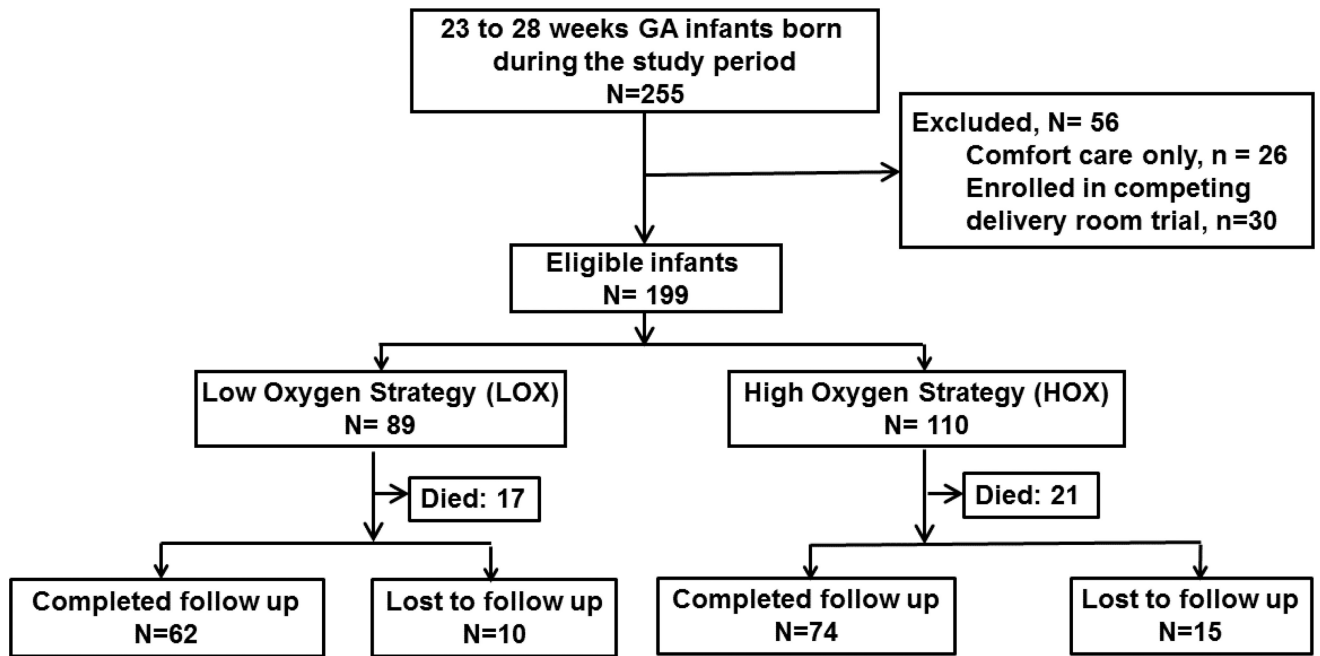 23 to 28 weeks GA infants born
during the study period
N=255
Excluded, N= 56
Comfort care only, n = 26
Enrolled in competing
delivery room trial, n=30
Eligible infants
N= 199
Low Oxygen Strategy (LOX)
N= 89
High Oxygen Strategy (HOX)
N= 110
Died: 17
Died: 21
Completed follow up
N=62
Lost to follow up
N=10
Completed follow up
N=74
Lost to follow up
N=15